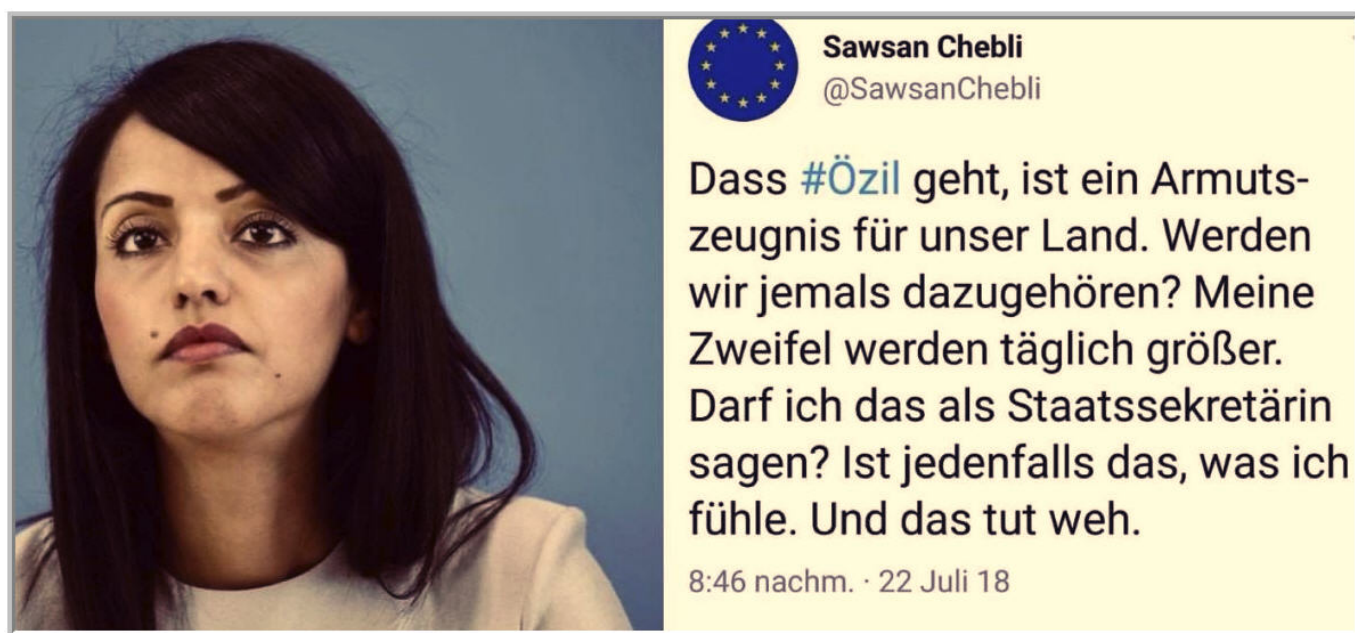 Sawsan Chebli
@SawsanChebli
Dass #Özil geht, ist ein Armuts-
zeugnis für unser Land. Werden
wir jemals dazugehören? Meine
Zweifel werden täglich größer.
Darf ich das als Staatssekretärin
sagen? Ist jedenfalls das, was ich
fühle. Und das tut weh.
8:46 nachm. · 22 Juli 18